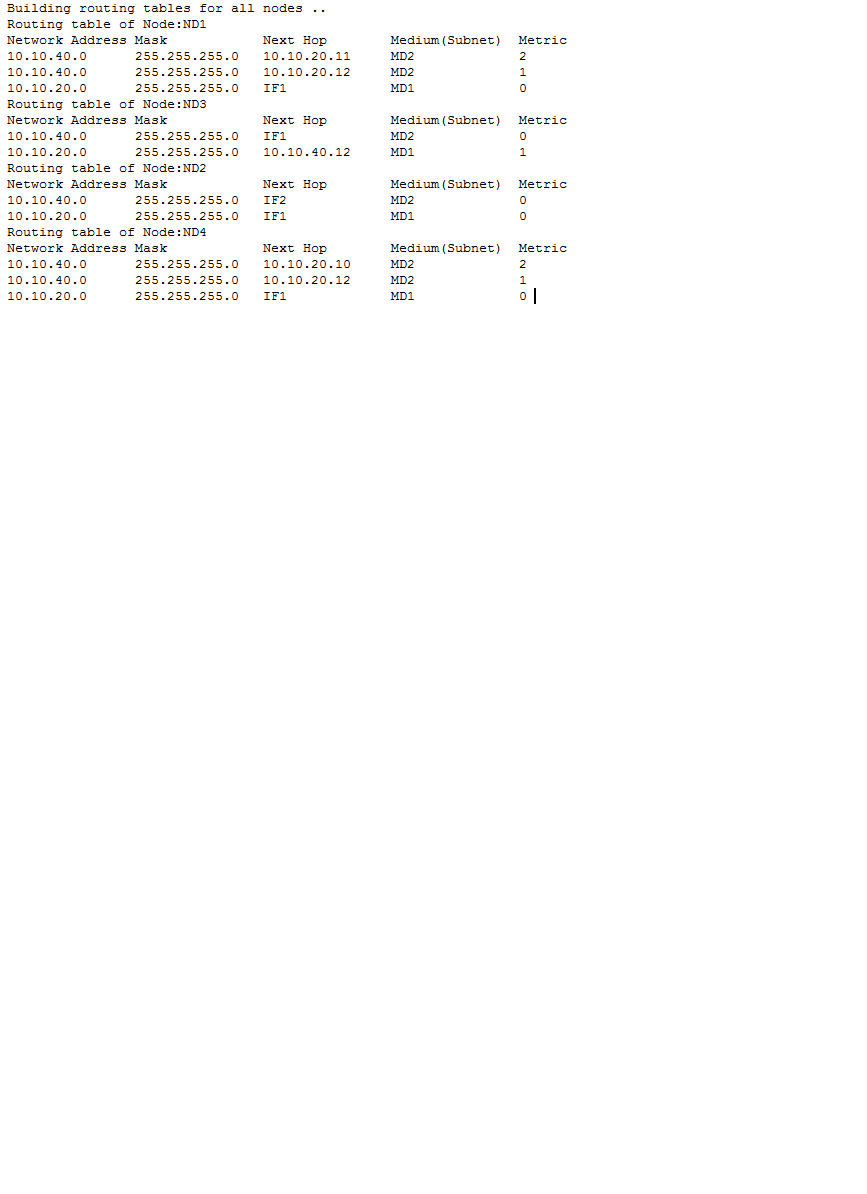 Building routing tables for all nodes ..
Routing table of Node:ND1
Network Address Mask            Next Hop        Medium(Subnet)  Metric
10.10.40.0      255.255.255.0   10.10.20.11     MD2             2
10.10.40.0      255.255.255.0   10.10.20.12     MD2             1
10.10.20.0      255.255.255.0   IF1             MD1             0
Routing table of Node:ND3
Network Address Mask            Next Hop        Medium(Subnet)  Metric
10.10.40.0      255.255.255.0   IF1             MD2             0
10.10.20.0      255.255.255.0   10.10.40.12     MD1             1
Routing table of Node:ND2
Network Address Mask            Next Hop        Medium(Subnet)  Metric
10.10.40.0      255.255.255.0   IF2             MD2             0
10.10.20.0      255.255.255.0   IF1             MD1             0
Routing table of Node:ND4
Network Address Mask            Next Hop        Medium(Subnet)  Metric
10.10.40.0      255.255.255.0   10.10.20.10     MD2             2
10.10.40.0      255.255.255.0   10.10.20.12     MD2             1
10.10.20.0      255.255.255.0   IF1             MD1             0